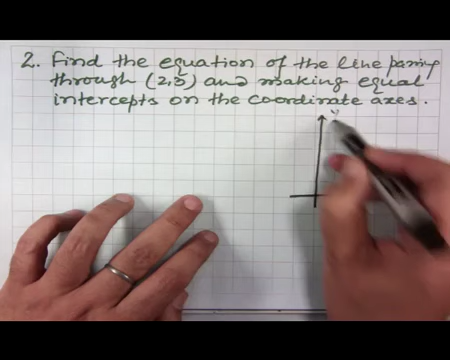 2. Find the equation of the line passing
through (2,3) and making equal
intercepts on the coordinate axes.
y